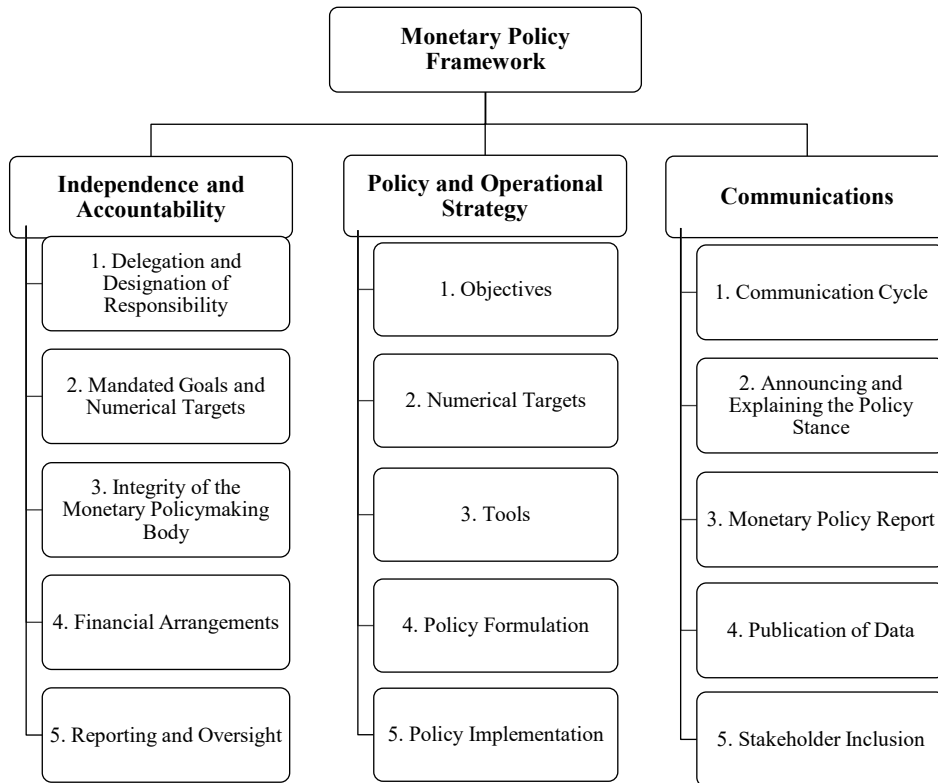 Monetary Policy
Framework
Independence and
Accountability
1. Delegation and
Designation of
Responsibility
2. Mandated Goals and
Numerical Targets
3. Integrity of the
Monetary Policymaking
Body
4. Financial Arrangements
5. Reporting and Oversight
Policy and Operational
Strategy
1. Objectives
2. Numerical Targets
3. Tools
4. Policy Formulation
5. Policy Implementation
Communications
1. Communication Cycle
2. Announcing and
Explaining the Policy
Stance
3. Monetary Policy Report
4. Publication of Data
5. Stakeholder Inclusion